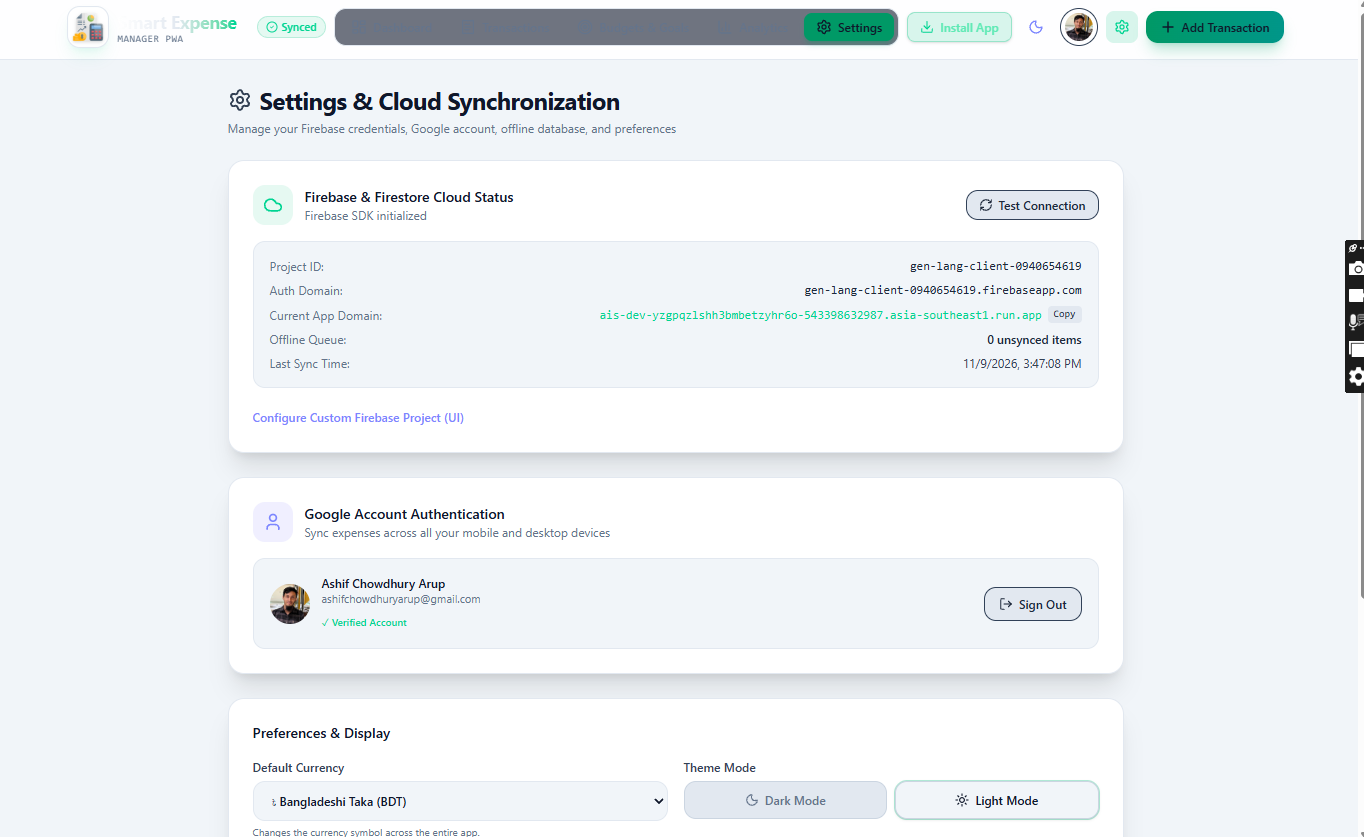 mart Expense
MANAGER PWA
Synced
Settings
Install App
Add Transaction
Settings & Cloud Synchronization
Manage your Firebase credentials, Google account, offline database, and preferences
Firebase & Firestore Cloud Status
Firebase SDK initialized
Test Connection
Project ID: gen-lang-client-0940654619
Auth Domain: gen-lang-client-0940654619.firebaseapp.com
Current App Domain: ais-dev-yzgpqzlshh3bmbetzyhr6o-543398632987.asia-southeast1.run.app Copy
Offline Queue: 0 unsynced items
Last Sync Time: 11/9/2026, 3:47:08 PM
Configure Custom Firebase Project (UI)
Google Account Authentication
Sync expenses across all your mobile and desktop devices
Ashif Chowdhury Arup
ashifchowdhuryarup@gmail.com
✓ Verified Account
Sign Out
Preferences & Display
Default Currency
Theme Mode
৳ Bangladeshi Taka (BDT)
Dark Mode
Light Mode
Changes the currency symbol across the entire app.